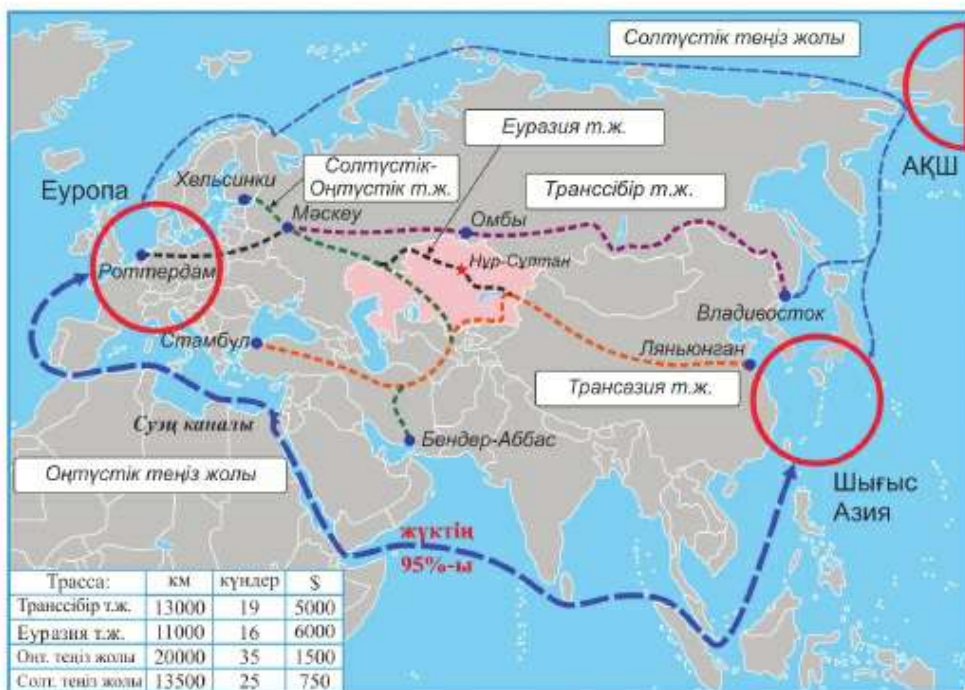 Солтүстік теңіз жолы
Еуразия т.ж.
АҚШ
Солтүстік-
Оңтүстік т.ж.
Транссібір т.ж.
Еуропа
Хельсинки
Мәскеу
Омбы
Роттердам
Нұр-Сұлтан
Владивосток
Стамбул
Ляньюнган
Трансазия т.ж.
Суэц каналы
Бендер-Аббас
Оңтүстік теңіз жолы
Шығыс
Азия
жүктің
95%-ы
Трасса: км күндер $
Транссібір т.ж. 13000 19 5000
Еуразия т.ж. 11000 16 6000
Оңт. теңіз жолы 20000 35 1500
Солт. теңіз жолы 13500 25 750